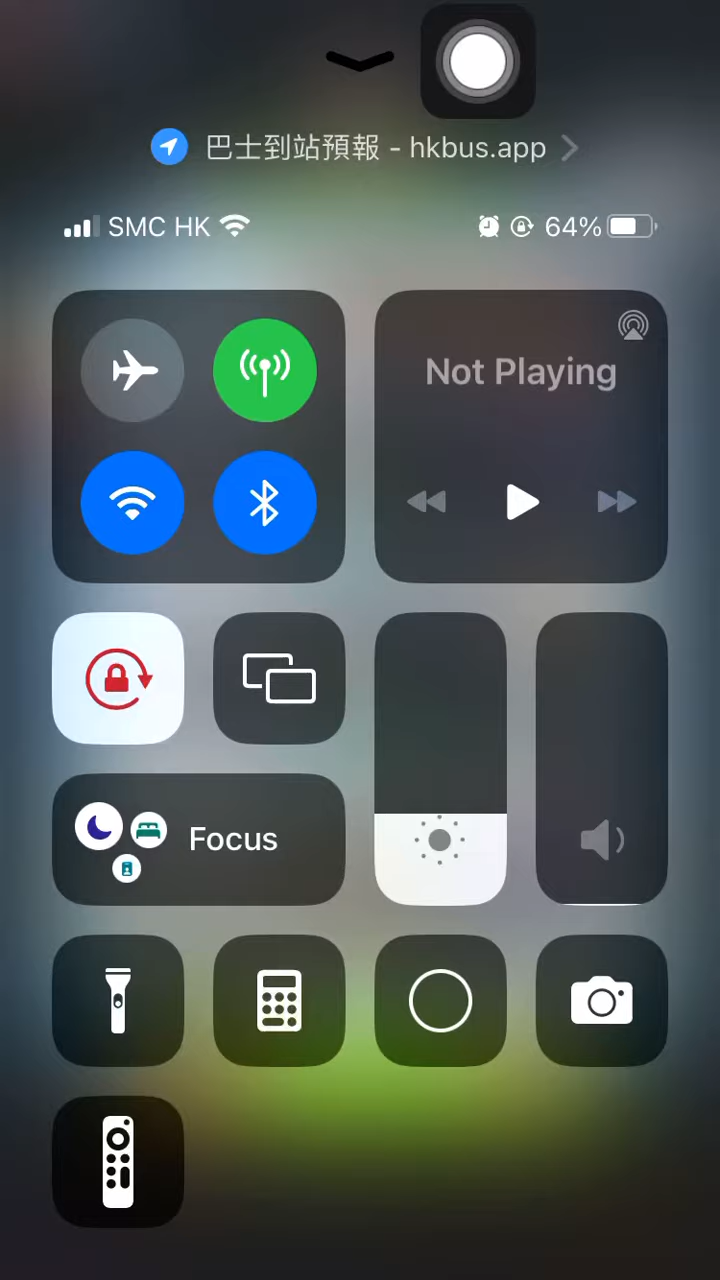 巴士到站預報 - hkbus.app
SMC HK 64%
Not Playing
Focus